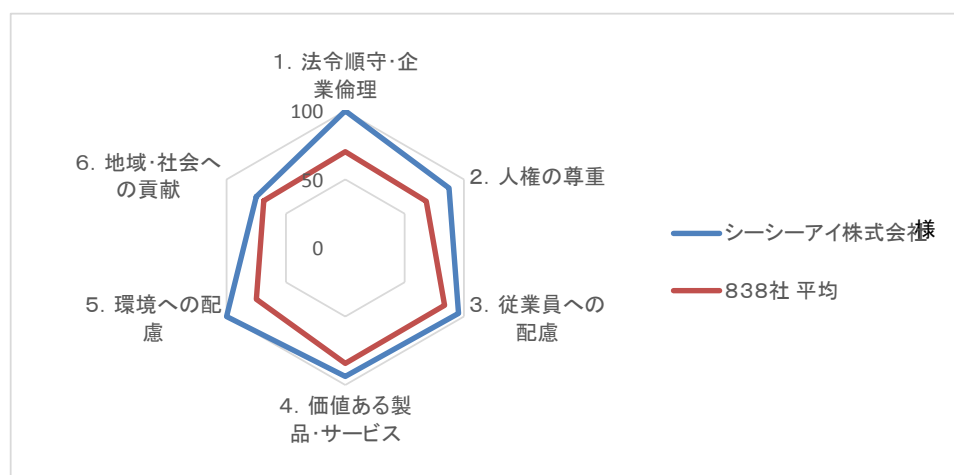 1. 法令順守・企
業倫理
100
50
0
2. 人権の尊重
3. 従業員への
配慮
4. 価値ある製
品・サービス
5. 環境への配
慮
6. 地域・社会へ
の貢献
シーシーアイ株式会社様
838社 平均